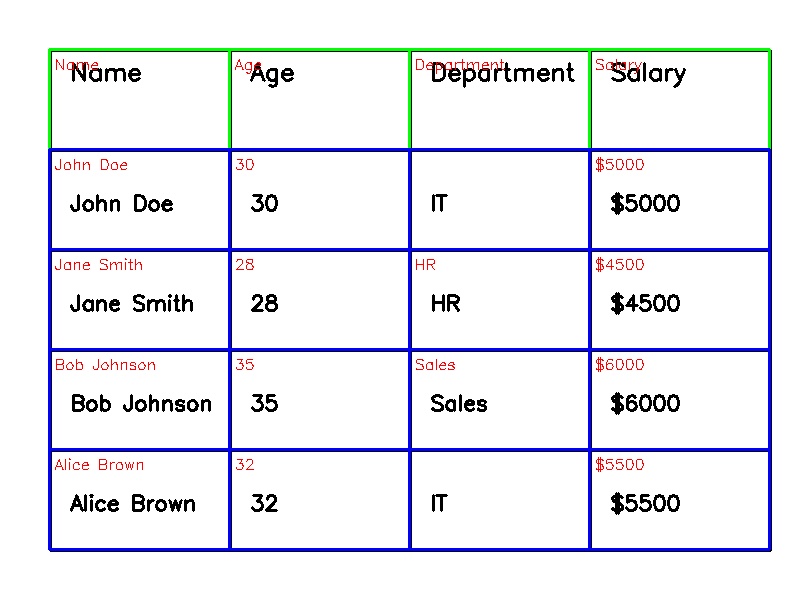 Name Age Department Salary
Name Age Department Salary
John Doe 30 $5000
John Doe 30 IT $5000
Jane Smith 28 HR $4500
Jane Smith 28 HR $4500
Bob Johnson 35 Sales $6000
Bob Johnson 35 Sales $6000
Alice Brown 32 $5500
Alice Brown 32 IT $5500